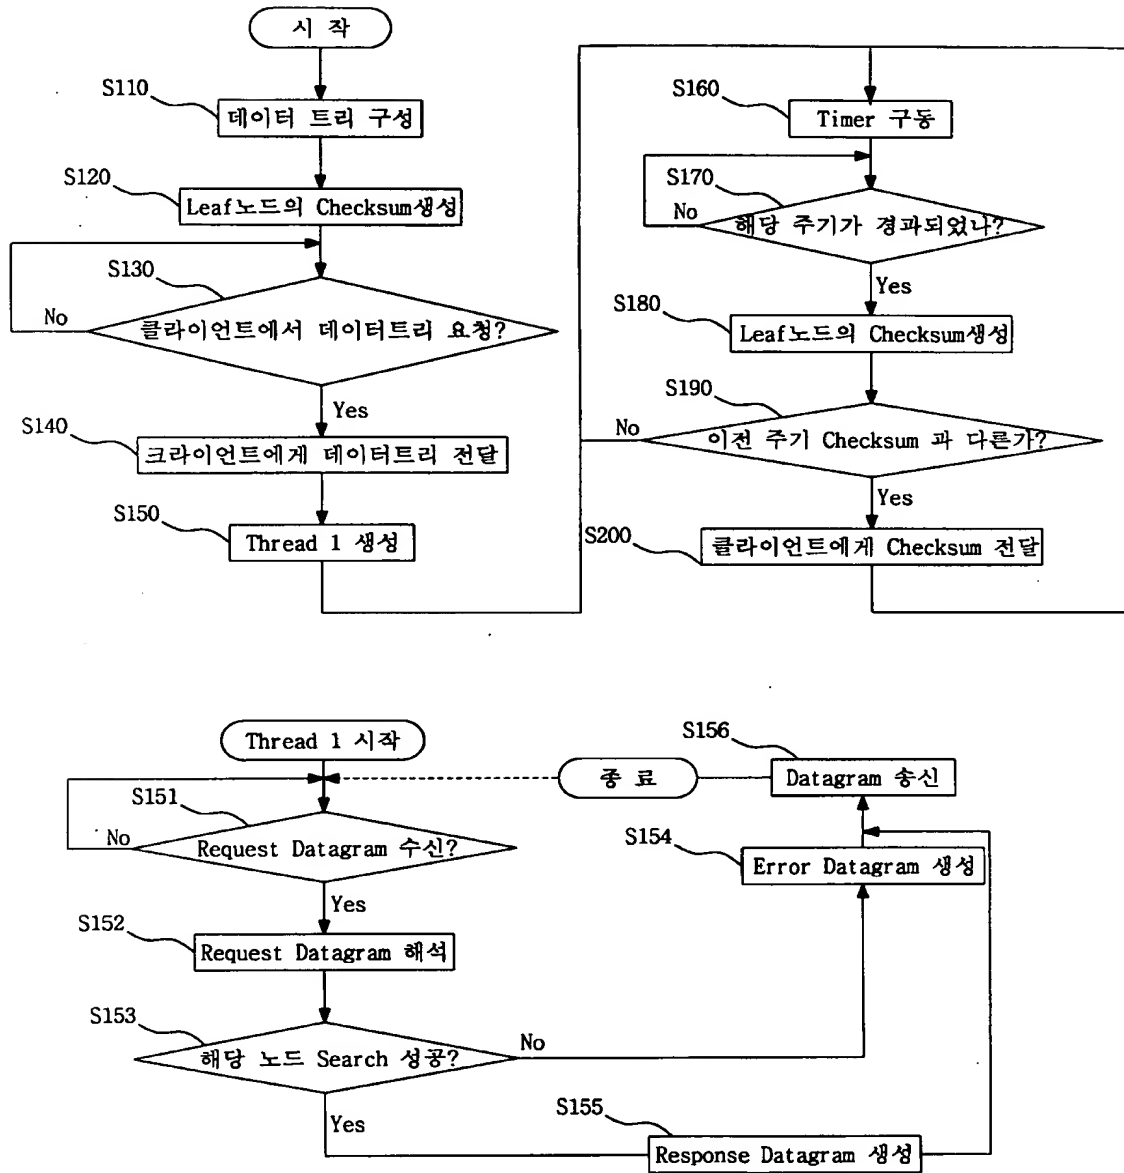 시 작
S110
데이터 트리 구성
S120
Leaf노드의 Checksum생성
S130
No
클라이언트에서 데이터트리 요청?
Yes
S140
크라이언트에게 데이터트리 전달
S150
Thread 1 생성
S160
Timer 구동
S170
No
해당 주기가 경과되었나?
Yes
S180
Leaf노드의 Checksum생성
S190
No
이전 주기 Checksum 과 다른가?
Yes
S200
클라이언트에게 Checksum 전달
Thread 1 시작
S151
No
Request Datagram 수신?
Yes
S152
Request Datagram 해석
S153
해당 노드 Search 성공?
No
Yes
S155
Response Datagram 생성
S154
Error Datagram 생성
S156
Datagram 송신
종 료